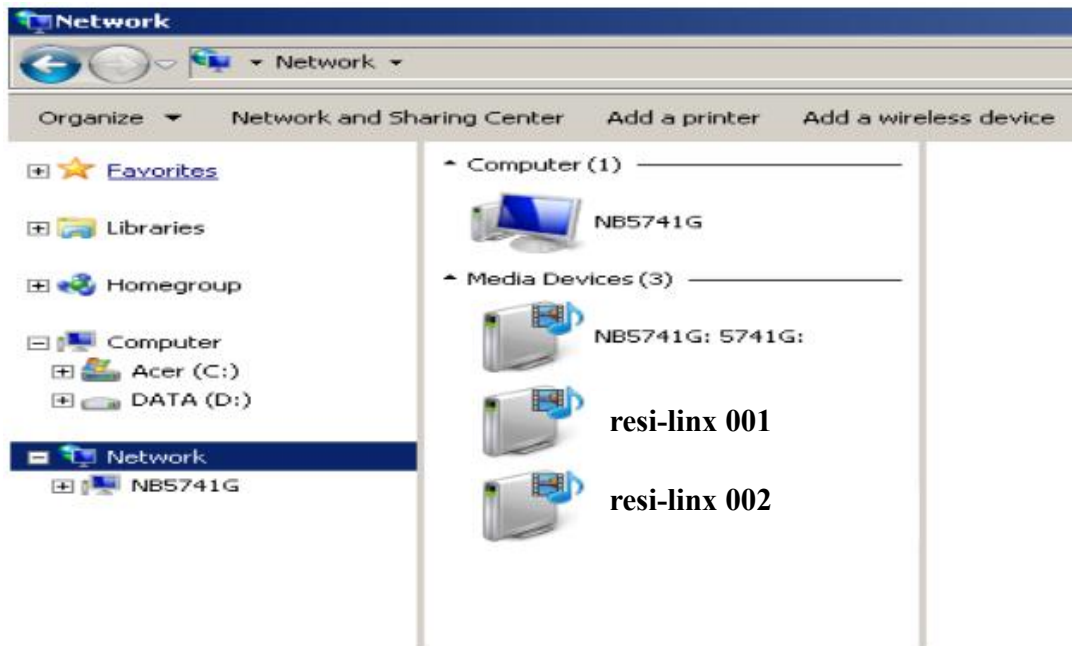 Network
Network
Organize Network and Sharing Center Add a printer Add a wireless device
Favorites
Libraries
Homegroup
Computer
Acer (C:)
DATA (D:)
Network
NB5741G
Computer (1)
NB5741G
Media Devices (3)
NB5741G: 5741G:
resi-linx 001
resi-linx 002